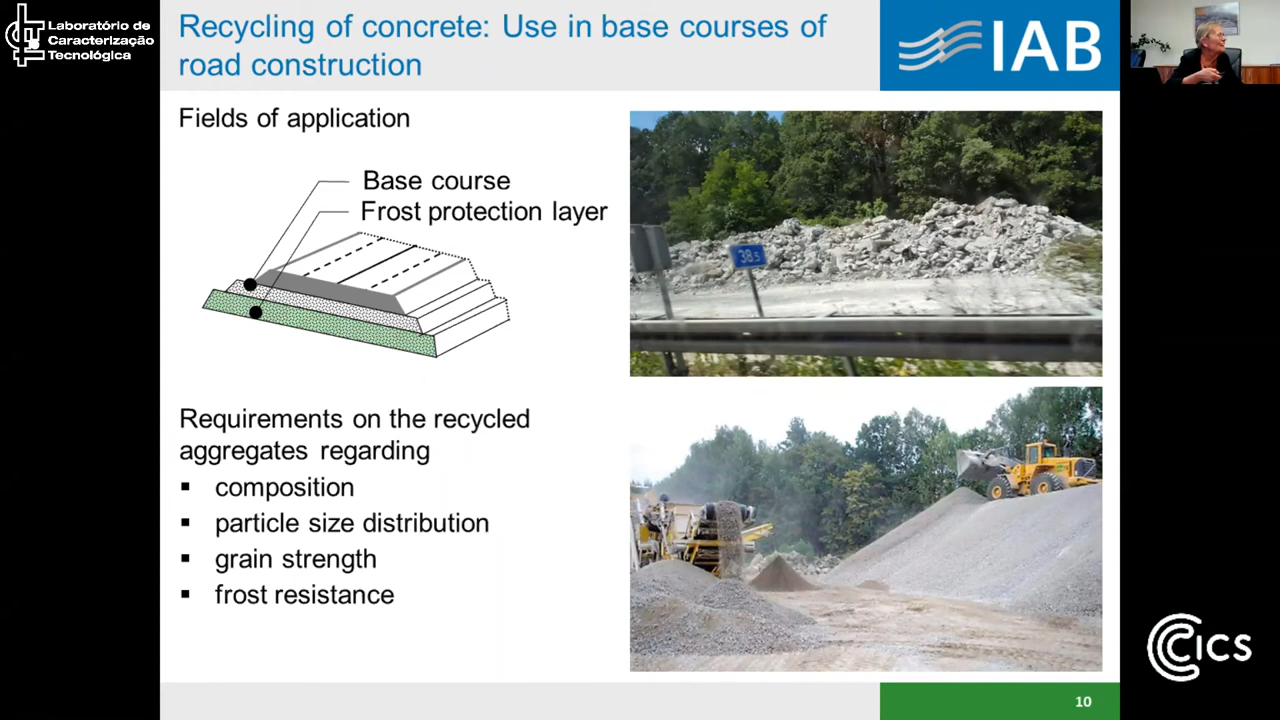 Laboratório de
Caracterização
Tecnológica
Recycling of concrete: Use in base courses of
road construction
IAB
Fields of application
Base course
Frost protection layer
38.5
Requirements on the recycled
aggregates regarding
▪ composition
▪ particle size distribution
▪ grain strength
▪ frost resistance
CICS
10